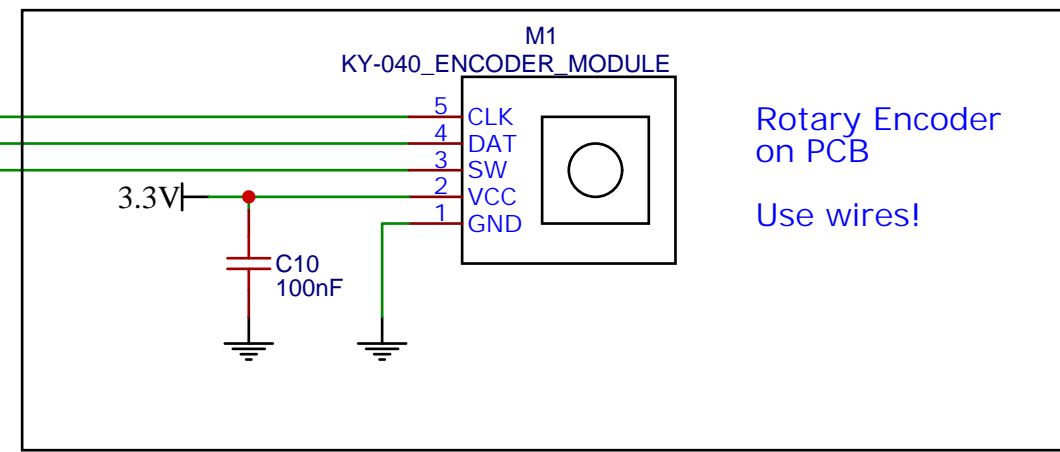 M1
KY-040_ENCODER_MODULE
5 CLK
4 DAT
3 SW
2 VCC
1 GND
3.3V
C10
100nF
Rotary Encoder
on PCB
Use wires!